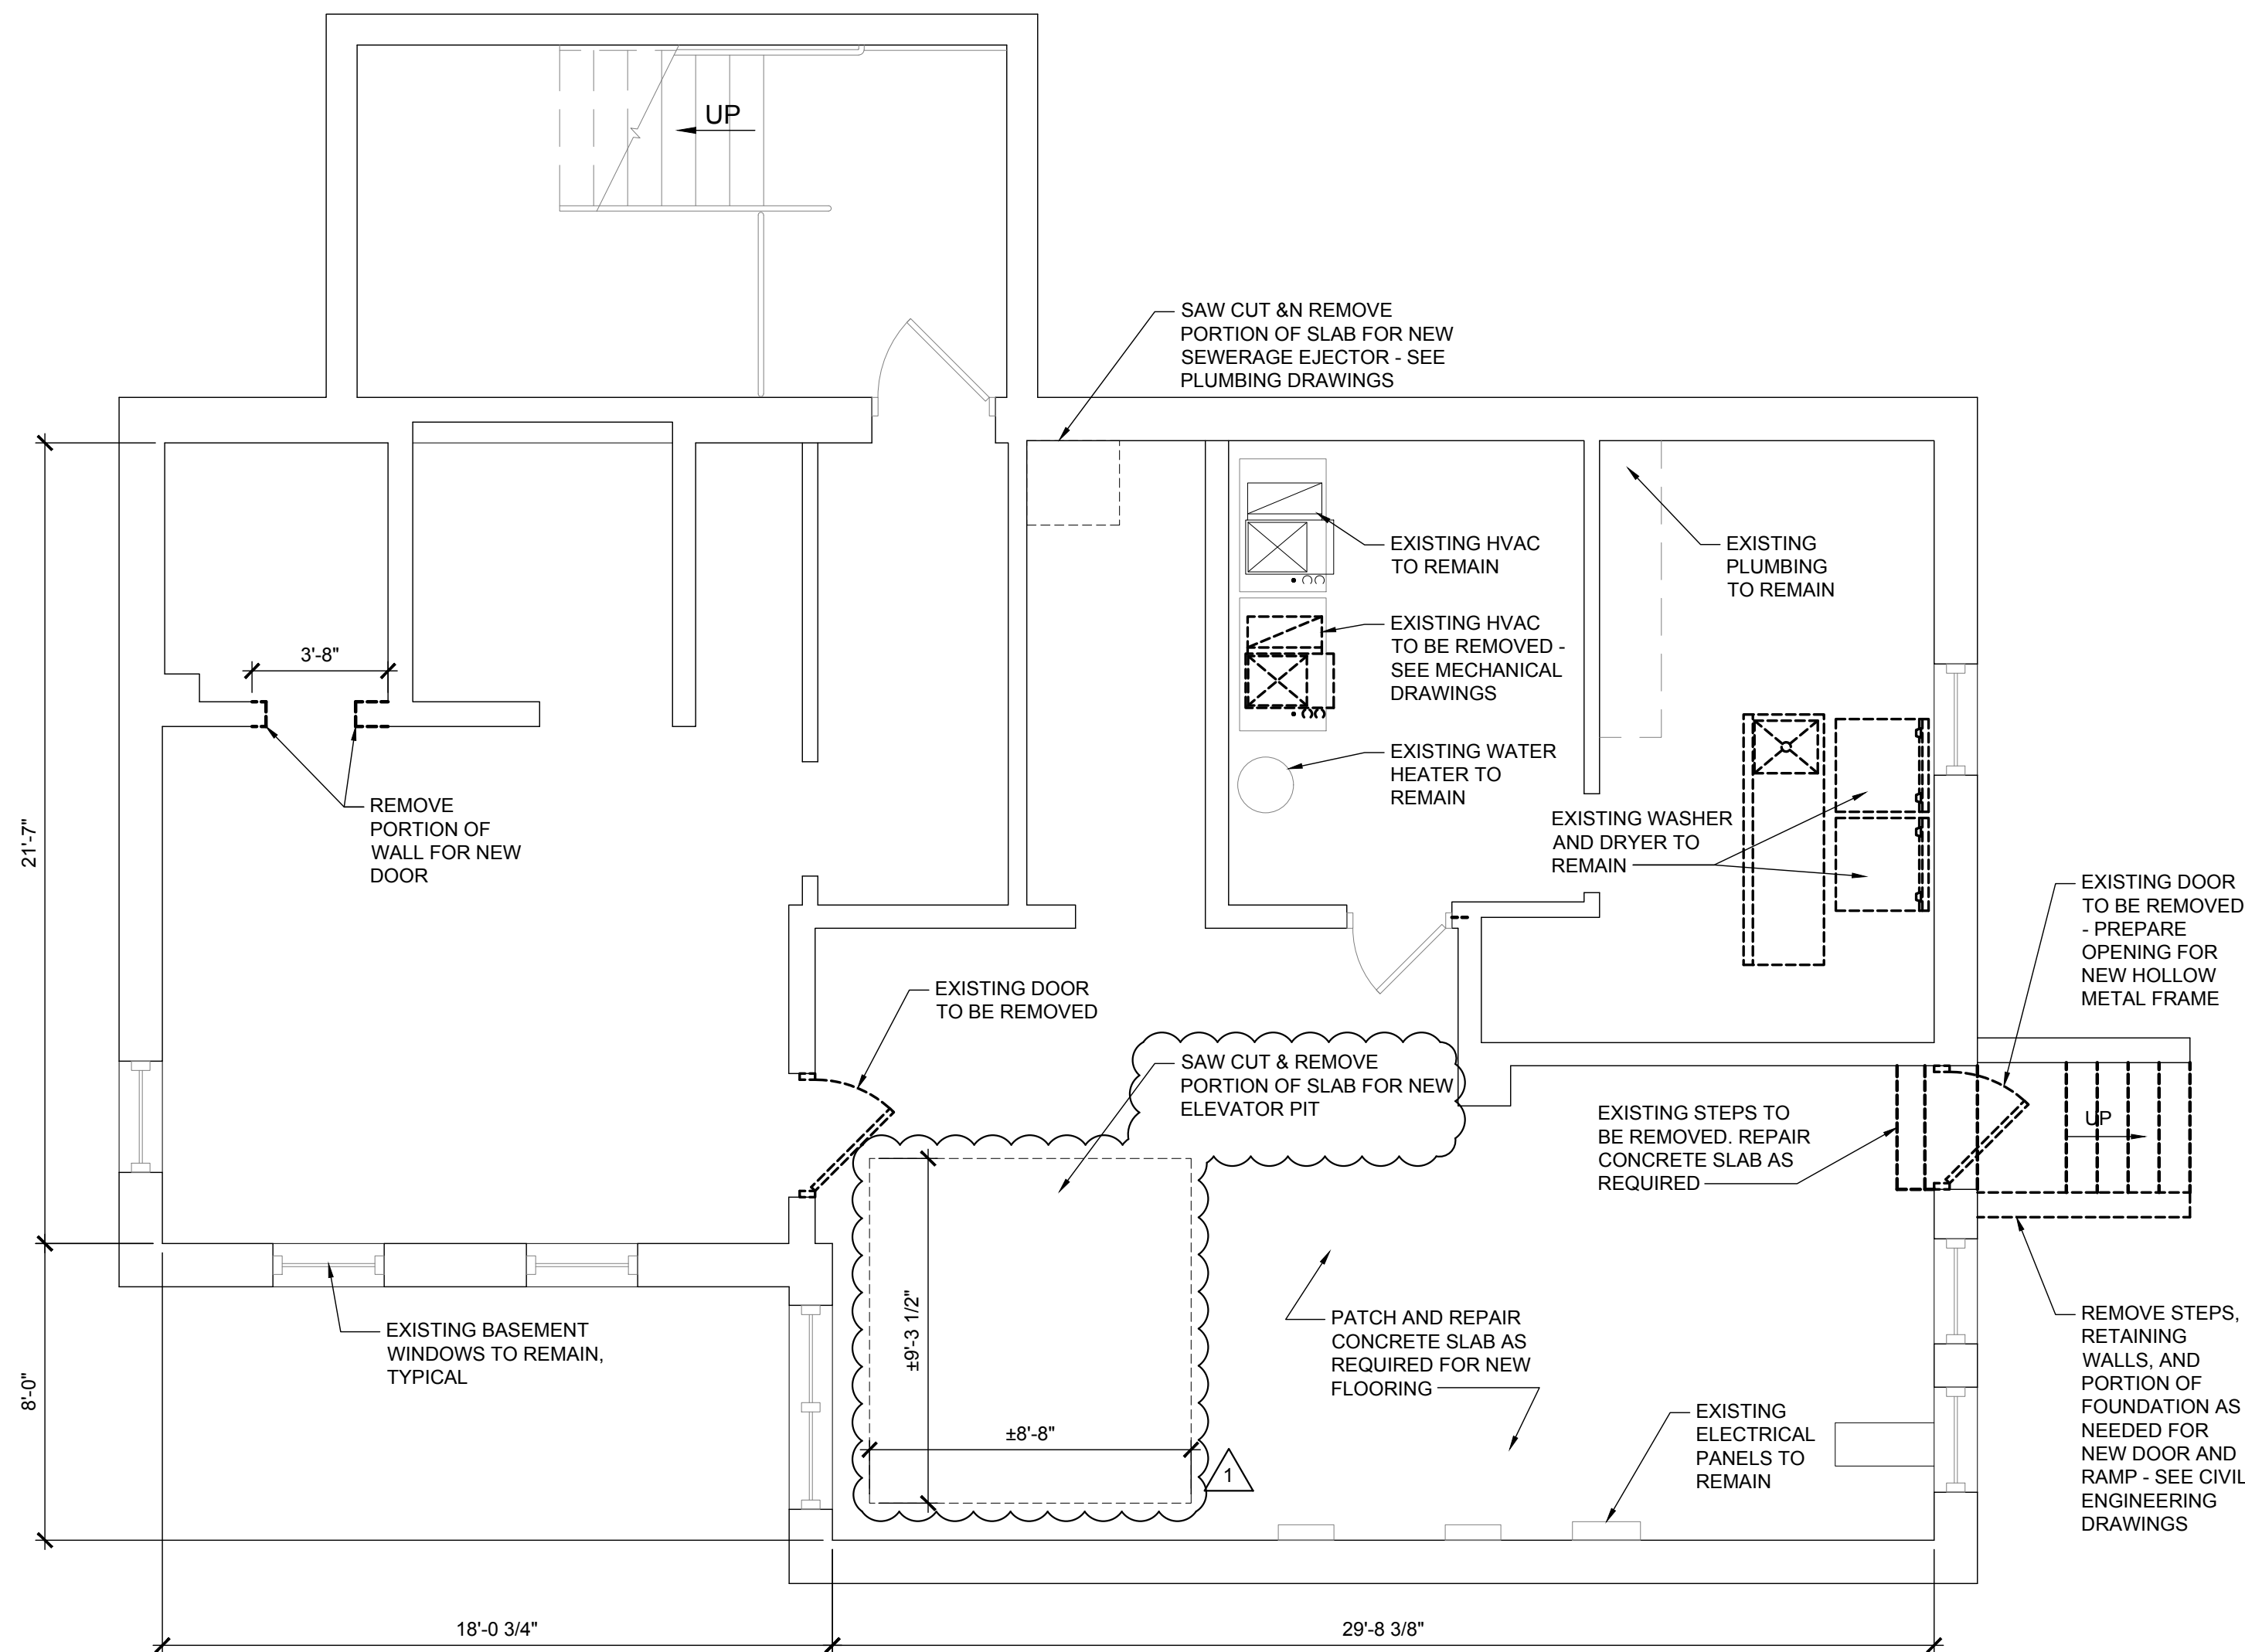 UP
SAW CUT &N REMOVE
PORTION OF SLAB FOR NEW
SEWERAGE EJECTOR - SEE
PLUMBING DRAWINGS
EXISTING HVAC
TO REMAIN
EXISTING
PLUMBING
TO REMAIN
EXISTING HVAC
TO BE REMOVED -
SEE MECHANICAL
DRAWINGS
3'-8"
EXISTING WATER
HEATER TO
REMAIN
REMOVE
PORTION OF
WALL FOR NEW
DOOR
EXISTING WASHER
AND DRYER TO
REMAIN
21'-7"
EXISTING DOOR
TO BE REMOVED
- PREPARE
OPENING FOR
NEW HOLLOW
METAL FRAME
EXISTING DOOR
TO BE REMOVED
SAW CUT & REMOVE
PORTION OF SLAB FOR NEW
ELEVATOR PIT
EXISTING STEPS TO
BE REMOVED. REPAIR
CONCRETE SLAB AS
REQUIRED
UP
±9'-3 1/2"
EXISTING BASEMENT
WINDOWS TO REMAIN,
TYPICAL
PATCH AND REPAIR
CONCRETE SLAB AS
REQUIRED FOR NEW
FLOORING
REMOVE STEPS,
RETAINING
WALLS, AND
PORTION OF
FOUNDATION AS
NEEDED FOR
NEW DOOR AND
RAMP - SEE CIVIL
ENGINEERING
DRAWINGS
8'-0"
±8'-8"
1
EXISTING
ELECTRICAL
PANELS TO
REMAIN
18'-0 3/4"
29'-8 3/8"